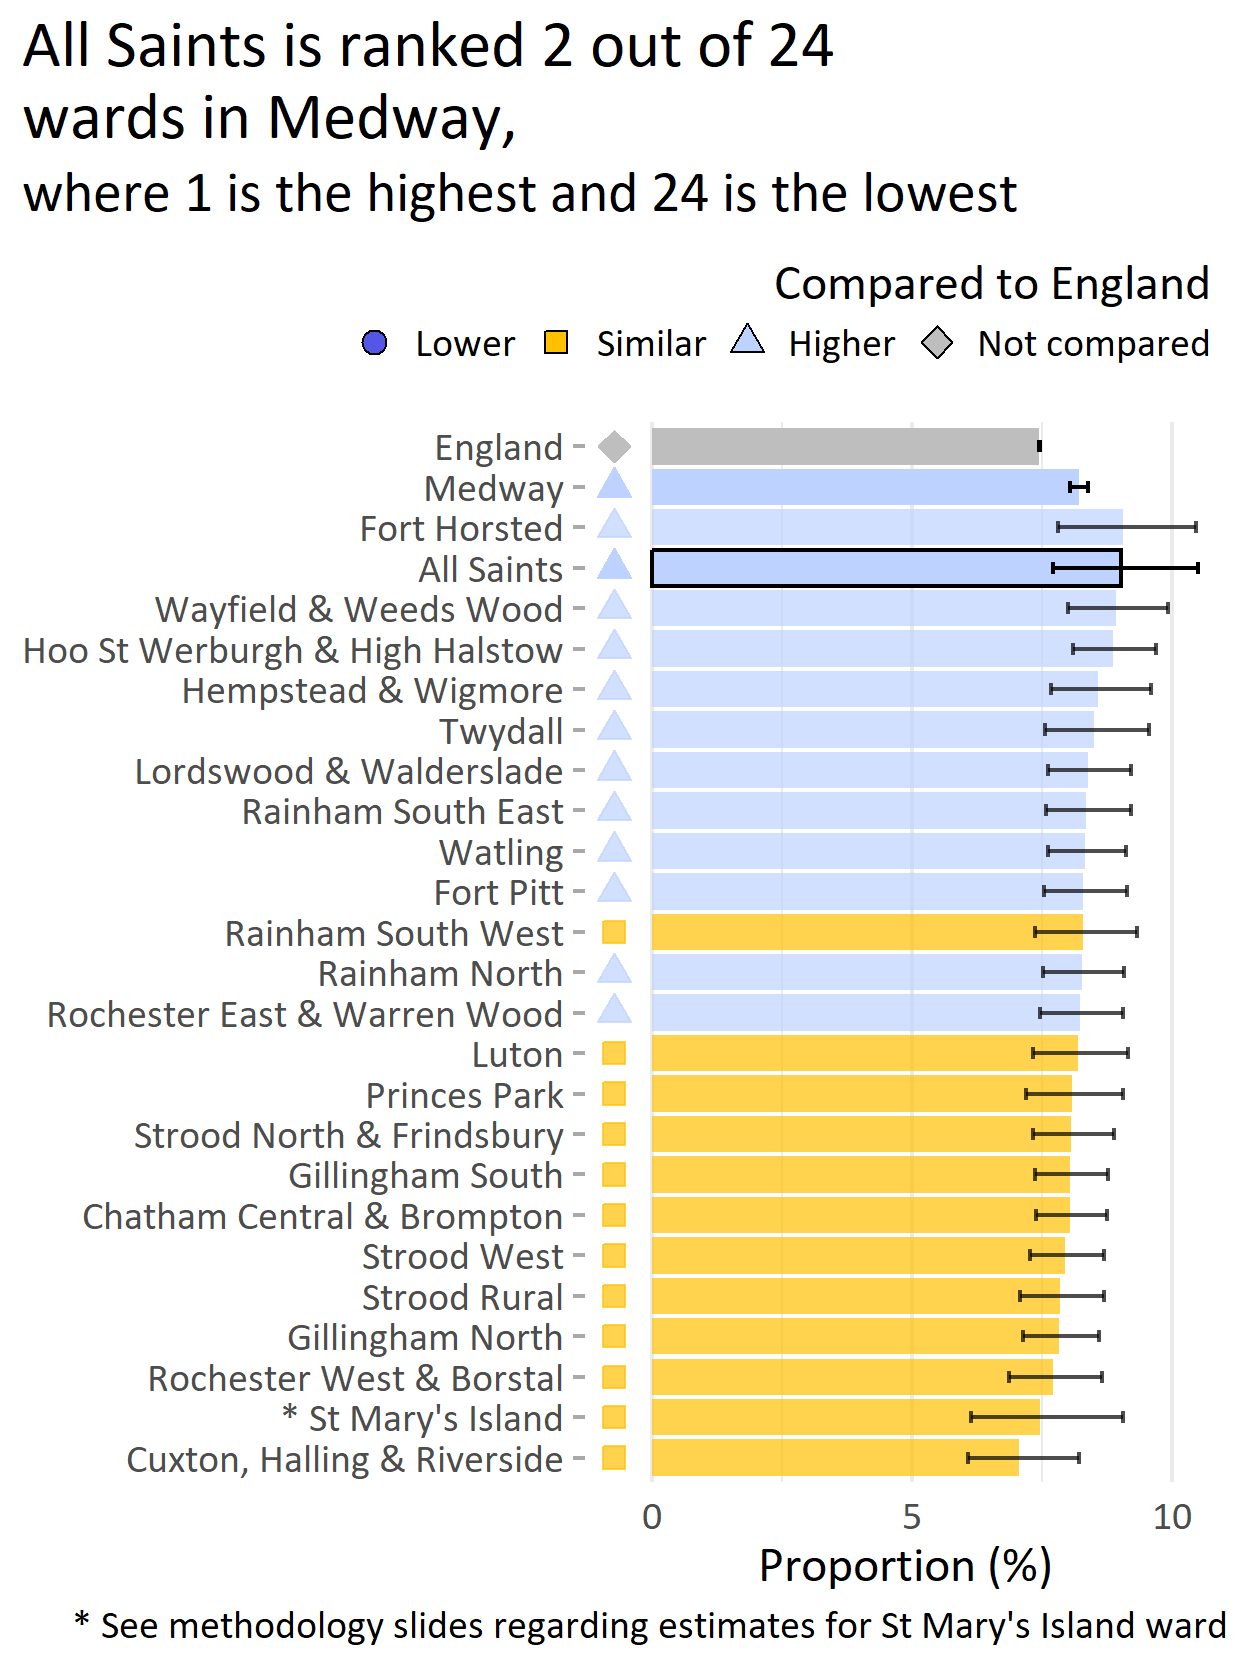 All Saints is ranked 2 out of 24
wards in Medway,
where 1 is the highest and 24 is the lowest
Compared to England
Lower Similar Higher Not compared
England
Medway
Fort Horsted
All Saints
Wayfield & Weeds Wood
Hoo St Werburgh & High Halstow
Hempstead & Wigmore
Twydall
Lordswood & Walderslade
Rainham South East
Watling
Fort Pitt
Rainham South West
Rainham North
Rochester East & Warren Wood
Luton
Princes Park
Strood North & Frindsbury
Gillingham South
Chatham Central & Brompton
Strood West
Strood Rural
Gillingham North
Rochester West & Borstal
* St Mary's Island
Cuxton, Halling & Riverside
0 5 10
Proportion (%)
* See methodology slides regarding estimates for St Mary's Island ward